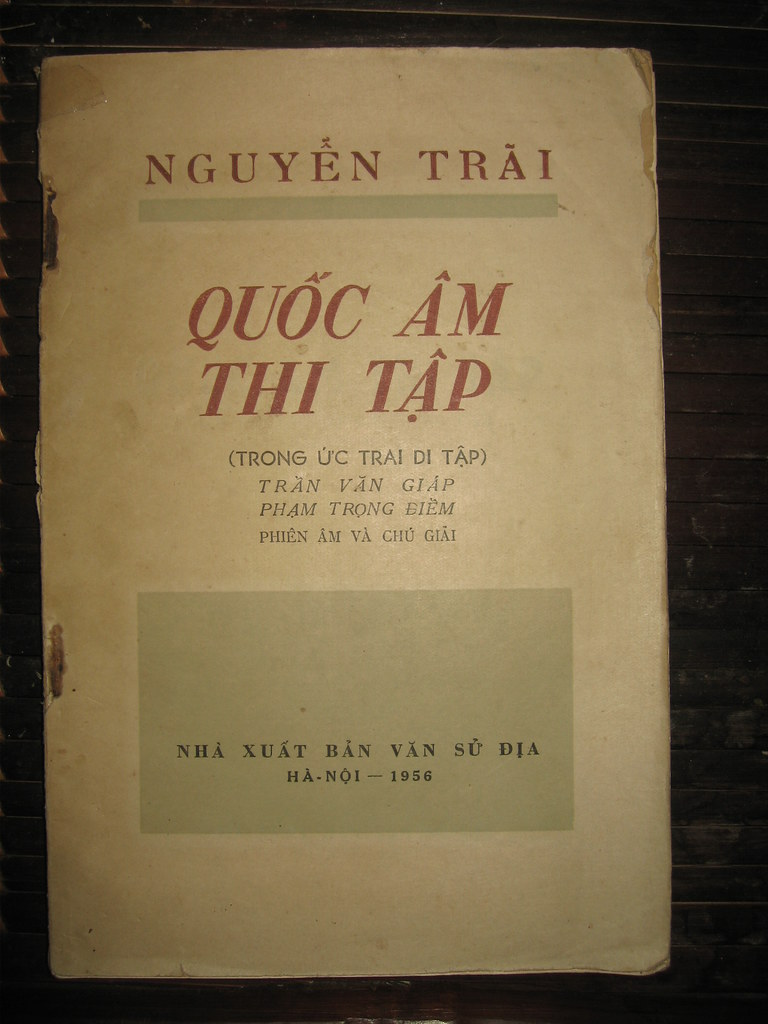 NGUYỄN TRÃI
QUỐC ÂM
THI TẬP
(TRONG ỨC TRAI DI TẬP)
TRẦN VĂN GIÁP
PHẠM TRỌNG ĐIỀM
PHIÊN ÂM VÀ CHÚ GIẢI
NHÀ XUẤT BẢN VĂN SỬ ĐỊA
HÀ-NỘI — 1956